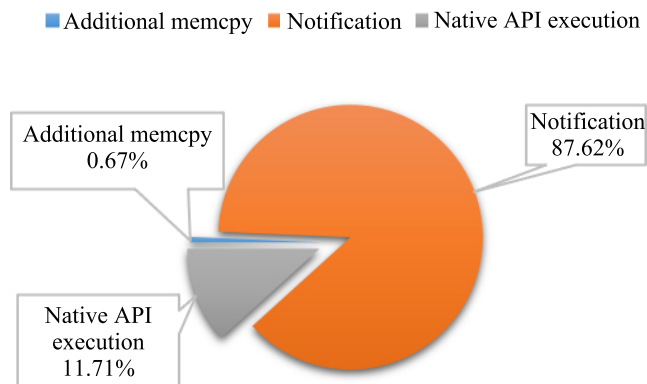 Additional memcpy Notification Native API execution
Additional memcpy
0.67%
Notification
87.62%
Native API
execution
11.71%